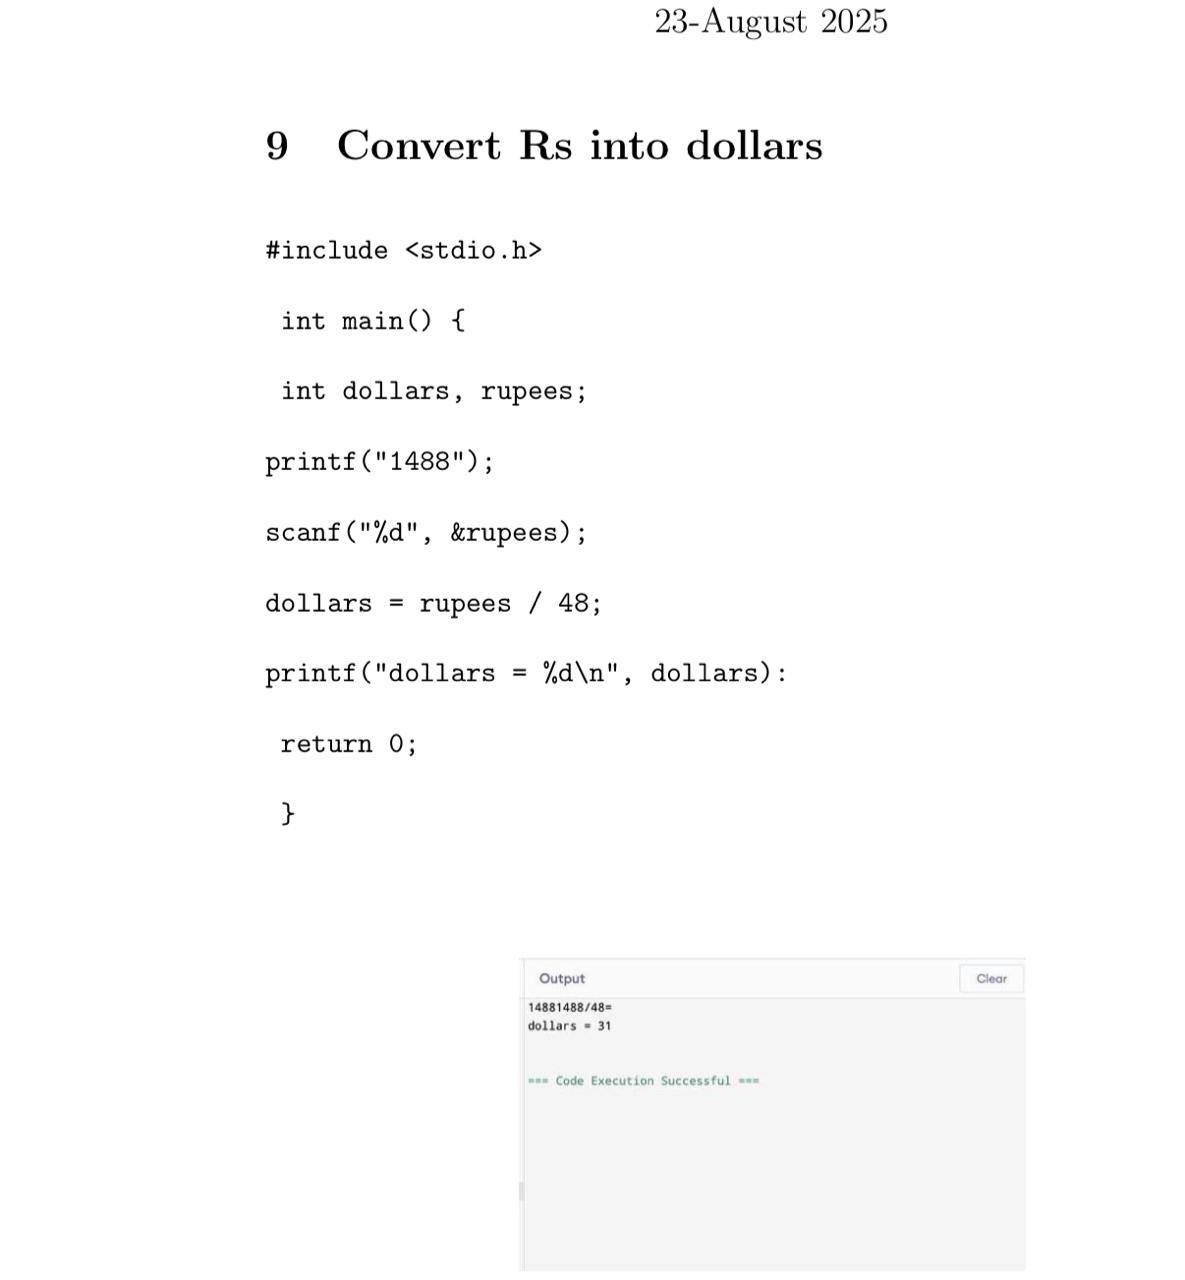 23-August 2025
9 Convert Rs into dollars
#include <stdio.h>
int main() {
int dollars, rupees;
printf("1488");
scanf("%d", &rupees);
dollars = rupees / 48;
printf("dollars = %d\n", dollars):
return 0;
}
Output Clear
14881488/48=
dollars = 31
=== Code Execution Successful ===